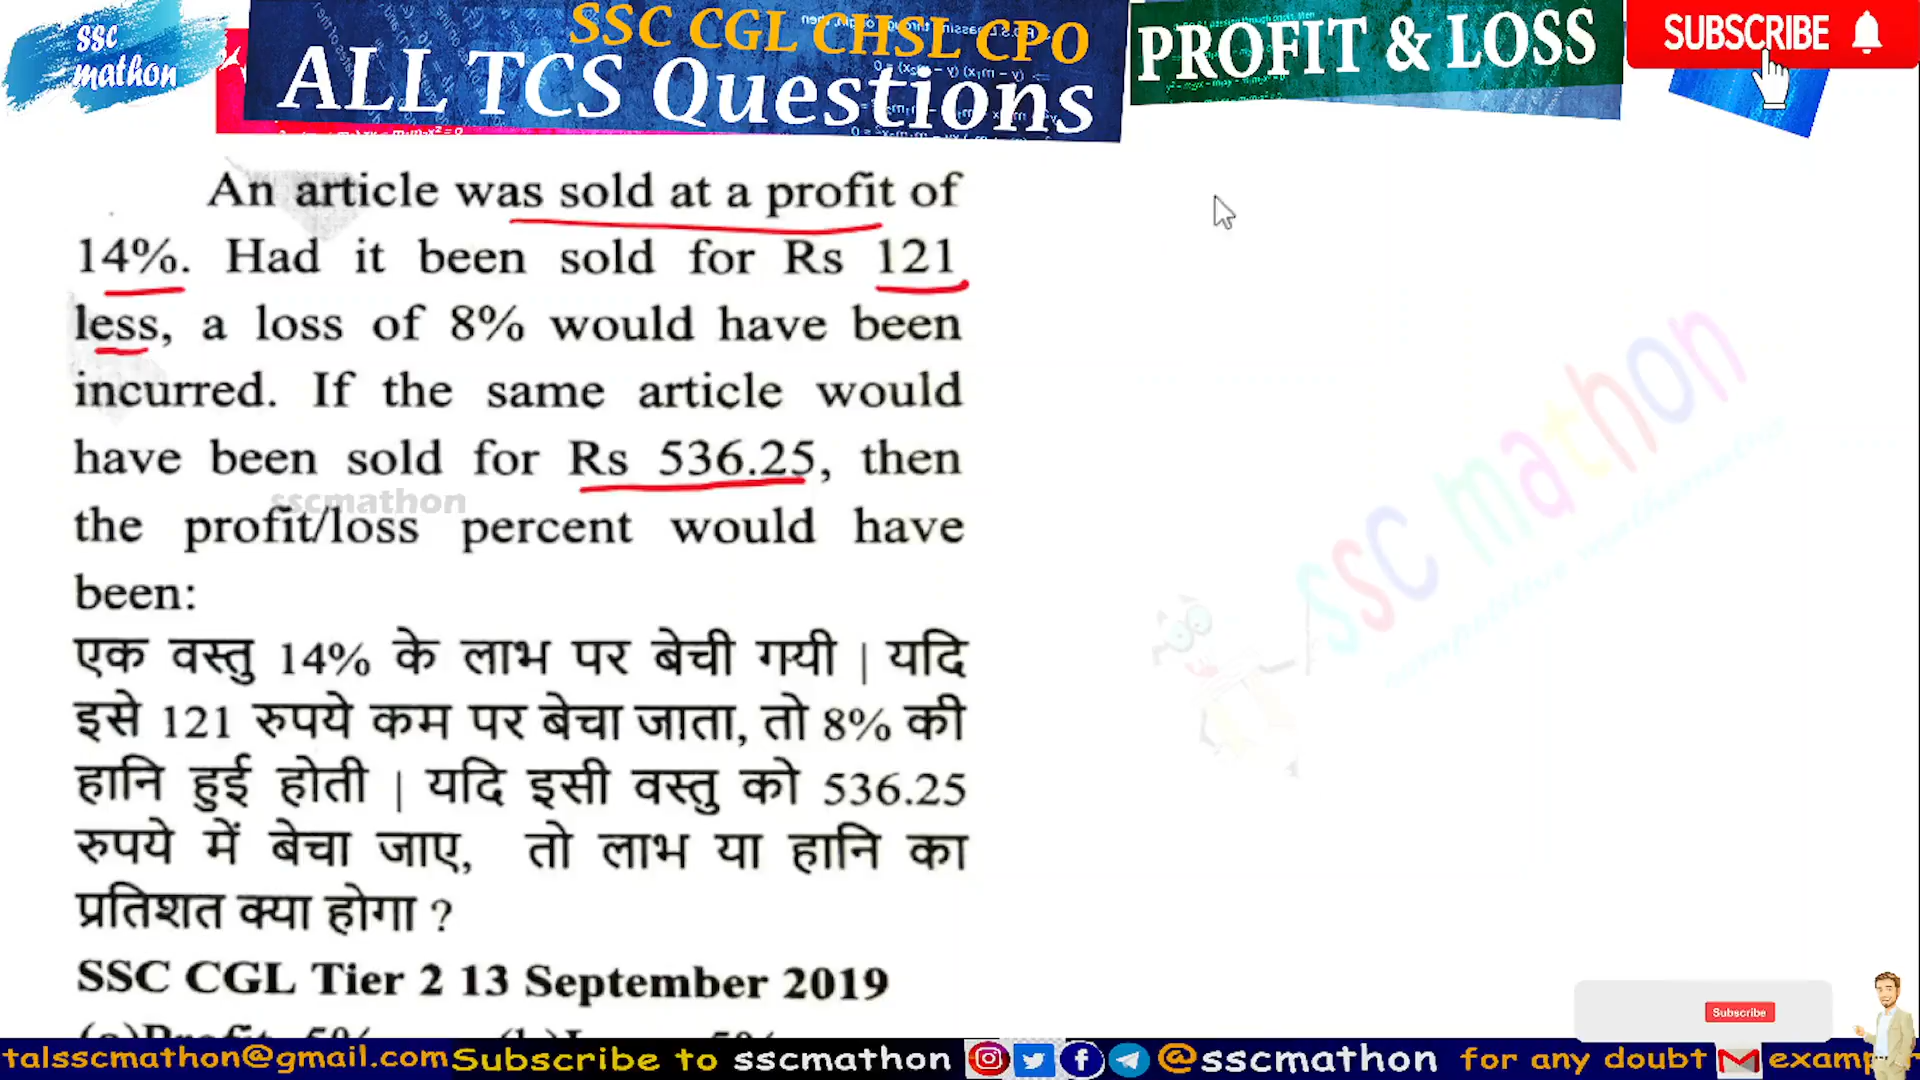 SSC
mathon
SSC CGL CHSL CPO
ALL TCS Questions
PROFIT & LOSS
SUBSCRIBE
An article was sold at a profit of
14%. Had it been sold for Rs 121
less, a loss of 8% would have been
incurred. If the same article would
have been sold for Rs 536.25, then
sscmathon
the profit/loss percent would have
been:
एक वस्तु 14% के लाभ पर बेची गयी | यदि
इसे 121 रुपये कम पर बेचा जाता, तो 8% की
हानि हुई होती | यदि इसी वस्तु को 536.25
रुपये में बेचा जाए, तो लाभ या हानि का
प्रतिशत क्या होगा ?
SSC CGL Tier 2 13 September 2019
ssc mathon
competitive mathematics
Subscribe
talsscmathon@gmail.com Subscribe to sscmathon @sscmathon for any doubt examp